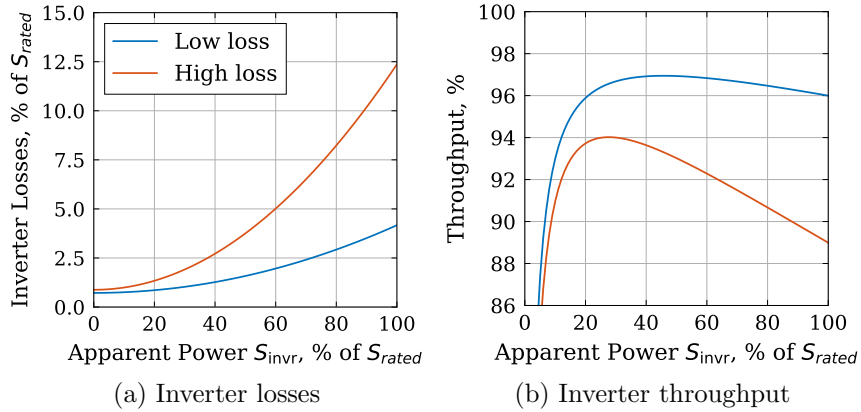 15.0
12.5
10.0
7.5
5.0
2.5
0.0
Inverter Losses, % of S_rated
Low loss
High loss
0 20 40 60 80 100
Apparent Power S_invr, % of S_rated
(a) Inverter losses
100
98
96
94
92
90
88
86
Throughput, %
0 20 40 60 80 100
Apparent Power S_invr, % of S_rated
(b) Inverter throughput